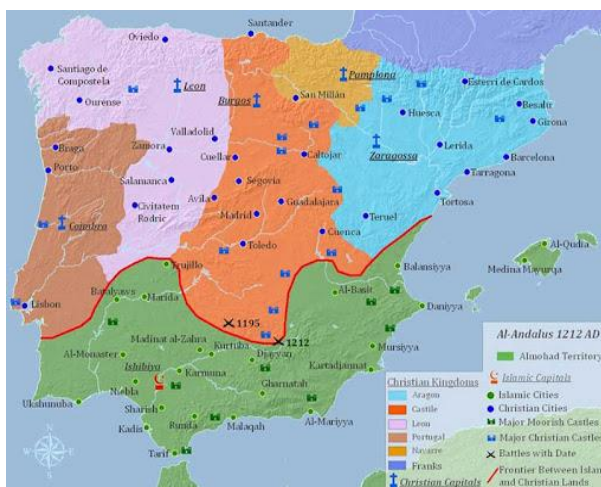 Santander
Oviedo
Santiago de
Compostela
Leon
Pamplona
Esterri de Cardos
Ourense
Burgos
San Millán
Huesca
Besalu
Girona
Braga
Porto
Zamora
Valladolid
Cuellar
Caltojar
Zaragossa
Lerida
Barcelona
Salamanca
Segovia
Tarragona
Civitatem
Rodric
Avila
Madrid
Guadalajara
Tortosa
Coimbra
Teruel
Toledo
Cuenca
Al-Qudia
Medina Mayurqa
Trujillo
Balansiyya
Lisbon
Batalyaws
Marida
Al-Basit
Daniyya
1195
Madinat al-Zahra
1212
Al-Monaster
Kurtuba
Djayyan
Mursiyya
Ishibiya
Niebla
Karmuna
Gharnatah
Kartadjannat
Ukshunuba
Sharish
Runda
Malaqah
Al-Mariyya
Kadis
Tarif
Al-Andalus 1212 AD
Almohad Territory
Islamic Capitals
Islamic Cities
Christian Cities
Major Moorish Castles
Major Christian Castles
Battles with Date
Frontier Between Islam
and Christian Lands
Christian Kingdoms
Aragon
Castile
Leon
Portugal
Navarre
Franks
Christian Capitals